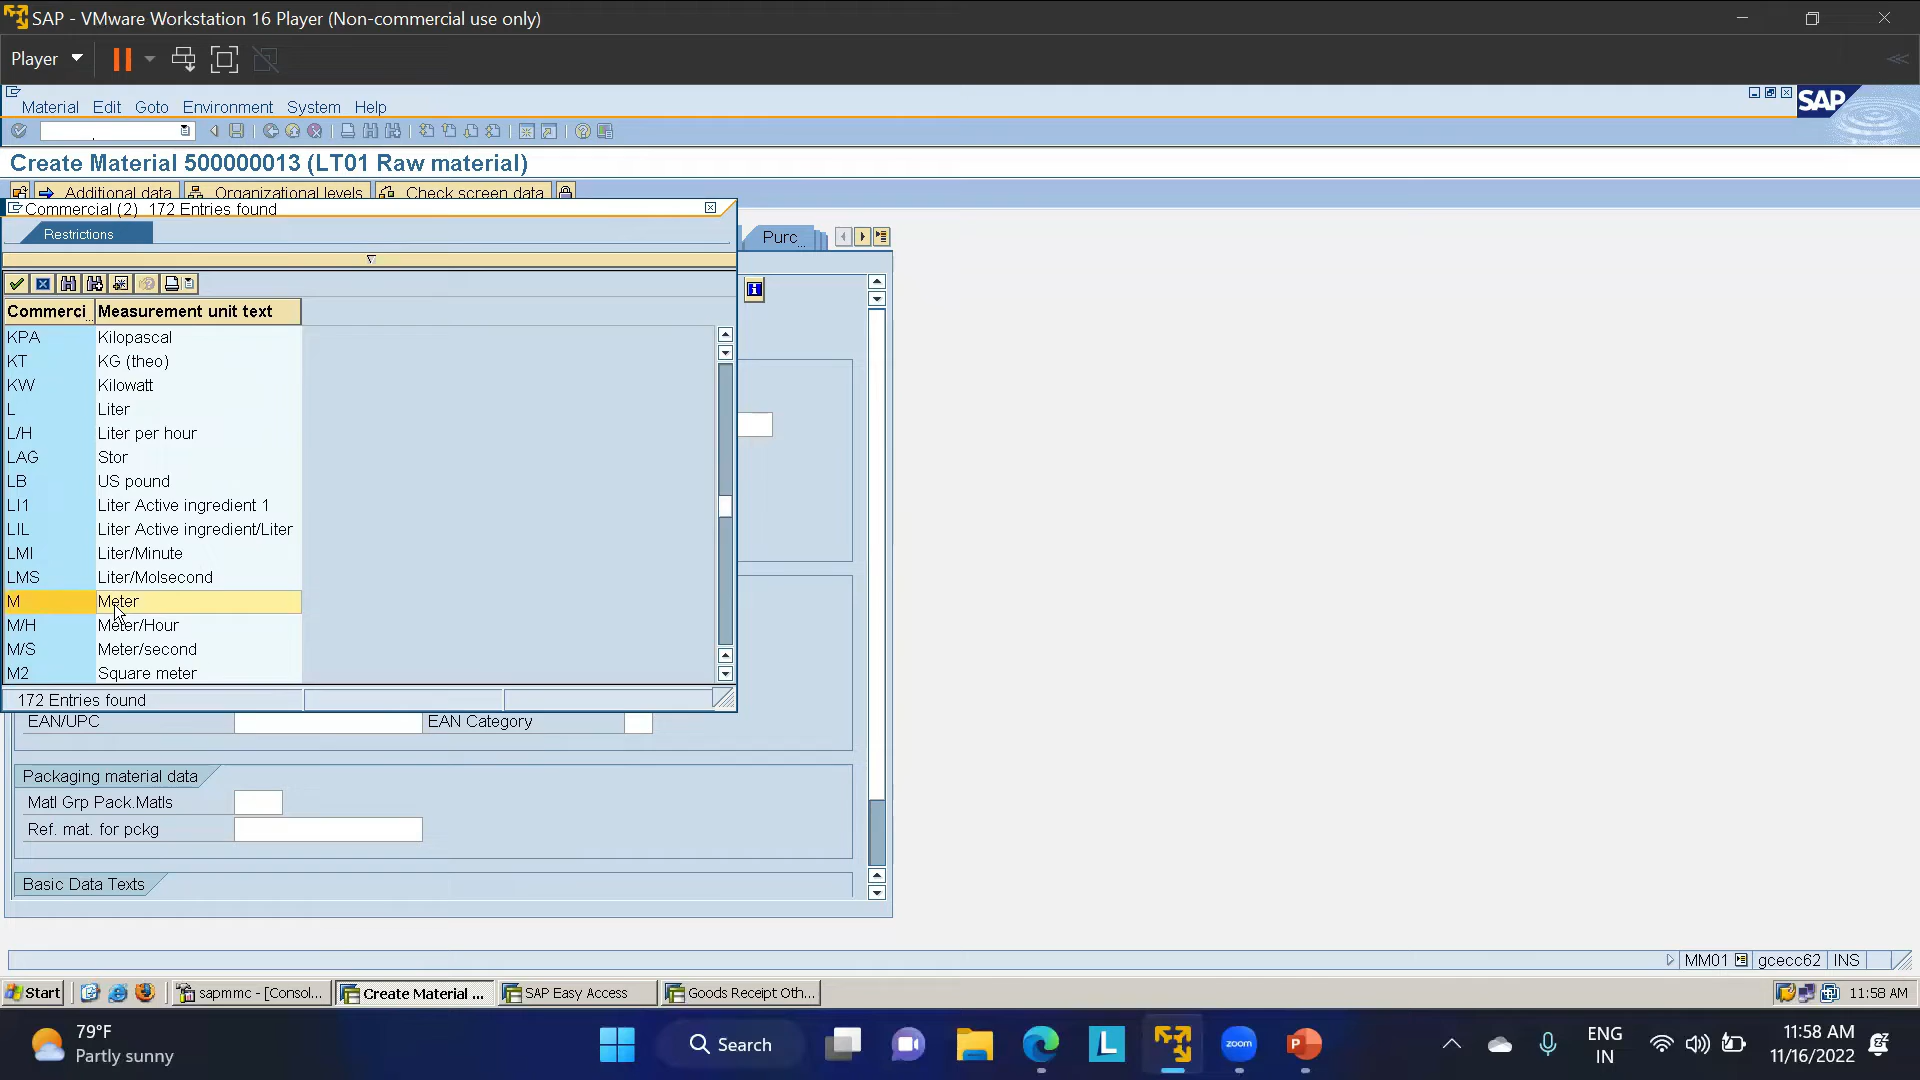 SAP - VMware Workstation 16 Player (Non-commercial use only)
Player
Material Edit Goto Environment System Help
SAP
Create Material 500000013 (LT01 Raw material)
Additional data Organizational levels Check screen data
Commercial (2) 172 Entries found
Restrictions
Purc...
Commerci... Measurement unit text
KPA Kilopascal
KT KG (theo)
KW Kilowatt
L Liter
L/H Liter per hour
LAG Stor
LB US pound
LI1 Liter Active ingredient 1
LIL Liter Active ingredient/Liter
LMI Liter/Minute
LMS Liter/Molsecond
M Meter
M/H Meter/Hour
M/S Meter/second
M2 Square meter
172 Entries found
EAN/UPC EAN Category
Packaging material data
Matl Grp Pack.Matls
Ref. mat. for pckg
Basic Data Texts
MM01 gcecc62 INS
Start sapmmc - [Consol... Create Material ... SAP Easy Access Goods Receipt Oth... 11:58 AM
79°F
Partly sunny
Search
zoom
ENG
IN
11:58 AM
11/16/2022